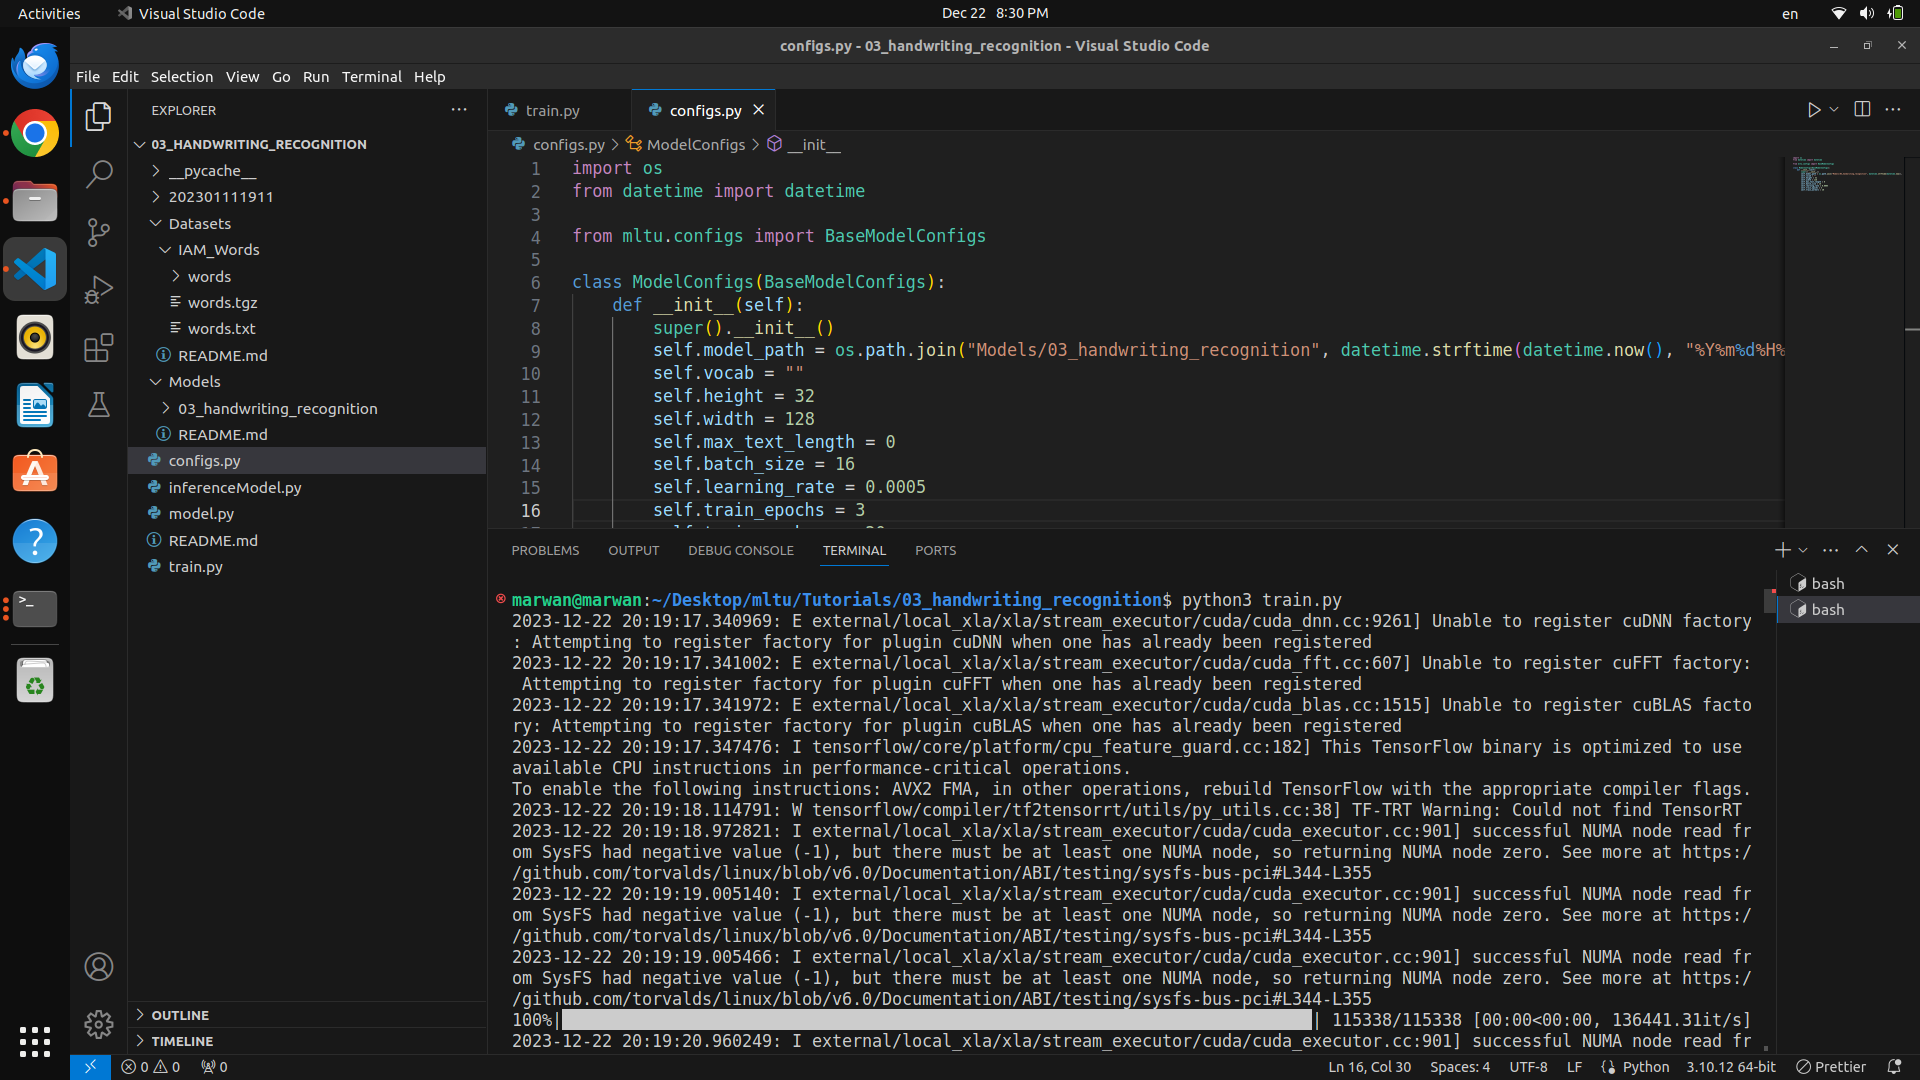 Activities Visual Studio Code Dec 22 8:30 PM en
configs.py - 03_handwriting_recognition - Visual Studio Code
File Edit Selection View Go Run Terminal Help
EXPLORER
03_HANDWRITING_RECOGNITION
__pycache__
202301111911
Datasets
IAM_Words
words
words.tgz
words.txt
README.md
Models
03_handwriting_recognition
README.md
configs.py
inferenceModel.py
model.py
README.md
train.py
OUTLINE
TIMELINE
train.py configs.py
configs.py > ModelConfigs > __init__
1 import os
2 from datetime import datetime
3
4 from mltu.configs import BaseModelConfigs
5
6 class ModelConfigs(BaseModelConfigs):
7 def __init__(self):
8 super().__init__()
9 self.model_path = os.path.join("Models/03_handwriting_recognition", datetime.strftime(datetime.now(), "%Y%m%d%H%
10 self.vocab = ""
11 self.height = 32
12 self.width = 128
13 self.max_text_length = 0
14 self.batch_size = 16
15 self.learning_rate = 0.0005
16 self.train_epochs = 3
PROBLEMS OUTPUT DEBUG CONSOLE TERMINAL PORTS
bash
bash
marwan@marwan:~/Desktop/mltu/Tutorials/03_handwriting_recognition$ python3 train.py
2023-12-22 20:19:17.340969: E external/local_xla/xla/stream_executor/cuda/cuda_dnn.cc:9261] Unable to register cuDNN factory
: Attempting to register factory for plugin cuDNN when one has already been registered
2023-12-22 20:19:17.341002: E external/local_xla/xla/stream_executor/cuda/cuda_fft.cc:607] Unable to register cuFFT factory:
Attempting to register factory for plugin cuFFT when one has already been registered
2023-12-22 20:19:17.341972: E external/local_xla/xla/stream_executor/cuda/cuda_blas.cc:1515] Unable to register cuBLAS facto
ry: Attempting to register factory for plugin cuBLAS when one has already been registered
2023-12-22 20:19:17.347476: I tensorflow/core/platform/cpu_feature_guard.cc:182] This TensorFlow binary is optimized to use
available CPU instructions in performance-critical operations.
To enable the following instructions: AVX2 FMA, in other operations, rebuild TensorFlow with the appropriate compiler flags.
2023-12-22 20:19:18.114791: W tensorflow/compiler/tf2tensorrt/utils/py_utils.cc:38] TF-TRT Warning: Could not find TensorRT
2023-12-22 20:19:18.972821: I external/local_xla/xla/stream_executor/cuda/cuda_executor.cc:901] successful NUMA node read fr
om SysFS had negative value (-1), but there must be at least one NUMA node, so returning NUMA node zero. See more at https:/
/github.com/torvalds/linux/blob/v6.0/Documentation/ABI/testing/sysfs-bus-pci#L344-L355
2023-12-22 20:19:19.005140: I external/local_xla/xla/stream_executor/cuda/cuda_executor.cc:901] successful NUMA node read fr
om SysFS had negative value (-1), but there must be at least one NUMA node, so returning NUMA node zero. See more at https:/
/github.com/torvalds/linux/blob/v6.0/Documentation/ABI/testing/sysfs-bus-pci#L344-L355
2023-12-22 20:19:19.005466: I external/local_xla/xla/stream_executor/cuda/cuda_executor.cc:901] successful NUMA node read fr
om SysFS had negative value (-1), but there must be at least one NUMA node, so returning NUMA node zero. See more at https:/
/github.com/torvalds/linux/blob/v6.0/Documentation/ABI/testing/sysfs-bus-pci#L344-L355
100%| | 115338/115338 [00:00<00:00, 136441.31it/s]
2023-12-22 20:19:20.960249: I external/local_xla/xla/stream_executor/cuda/cuda_executor.cc:901] successful NUMA node read fr
0 0 0 Ln 16, Col 30 Spaces: 4 UTF-8 LF Python 3.10.12 64-bit Prettier